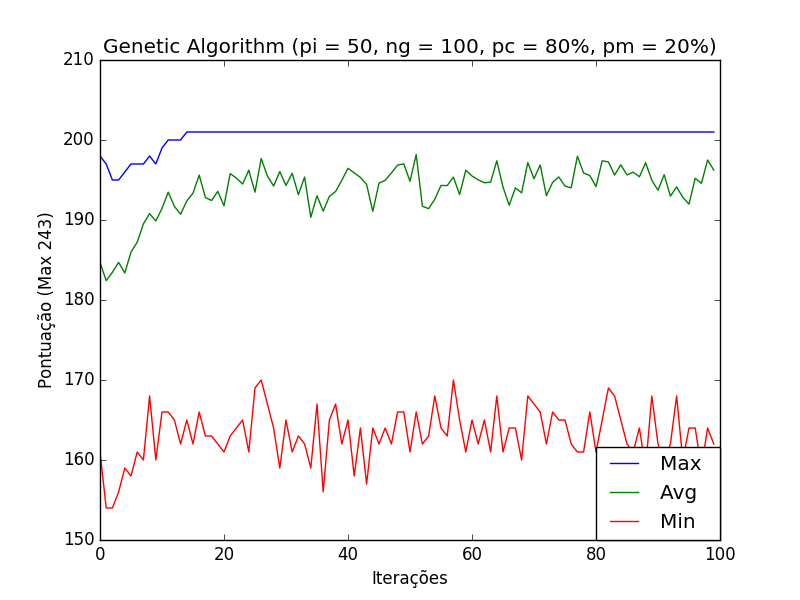 Genetic Algorithm (pi = 50, ng = 100, pc = 80%, pm = 20%)
210
200
190
180
170
160
150
Pontuação (Max 243)
Max
Avg
Min
0 20 40 60 80 100
Iterações